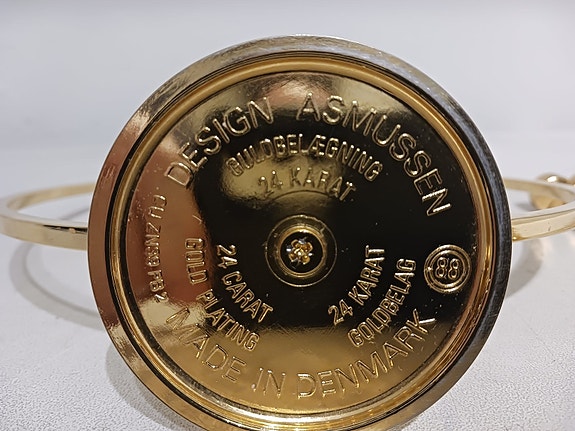 DESIGN ASMUSSEN
GULDBELÆGNING
24 KARAT
24 CARAT
GOLD PLATING
24 KARAT
GOLDBELAG
MADE IN DENMARK
88